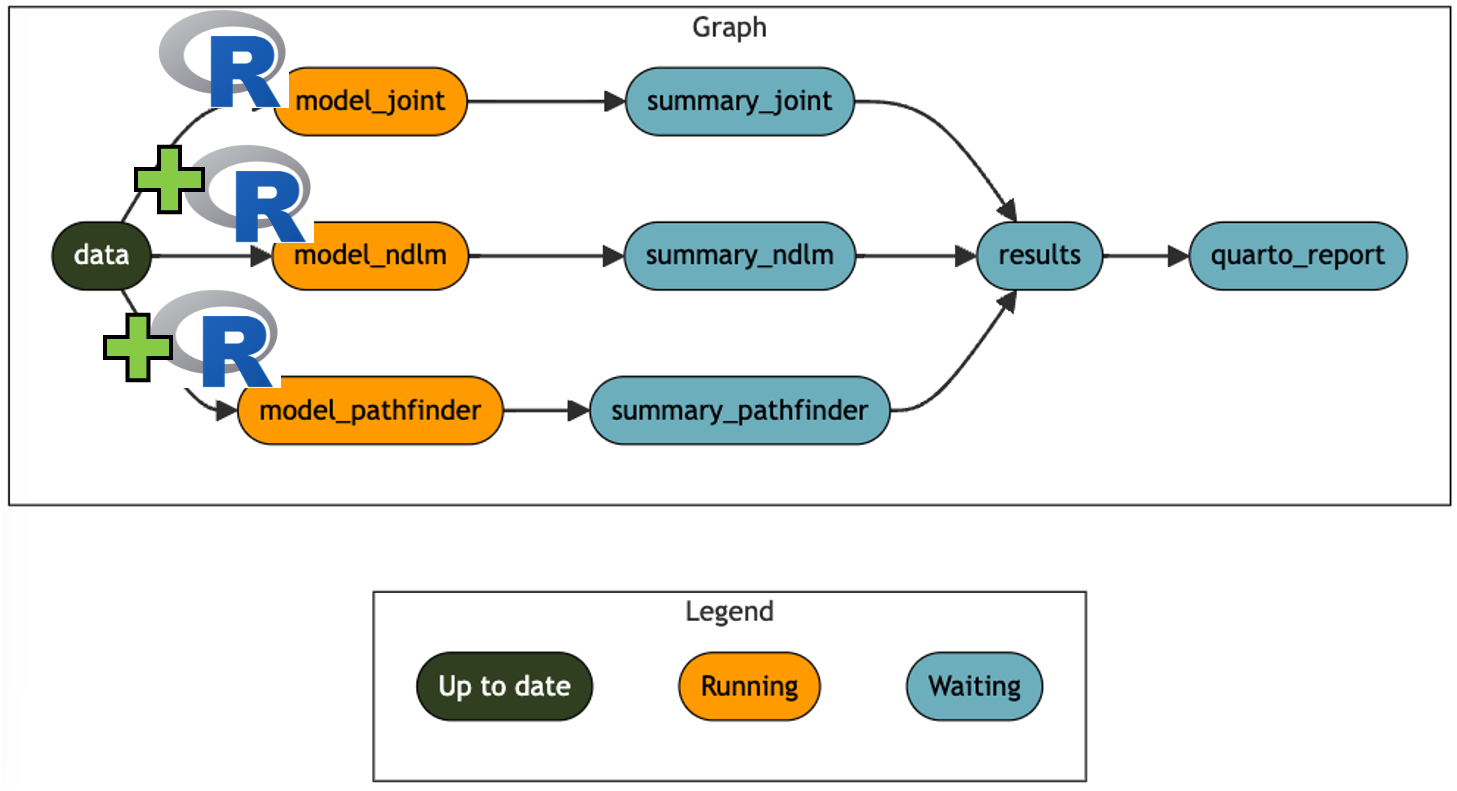 Graph
R
model_joint
summary_joint
R
data
model_ndlm
summary_ndlm
results
quarto_report
R
model_pathfinder
summary_pathfinder
Legend
Up to date
Running
Waiting